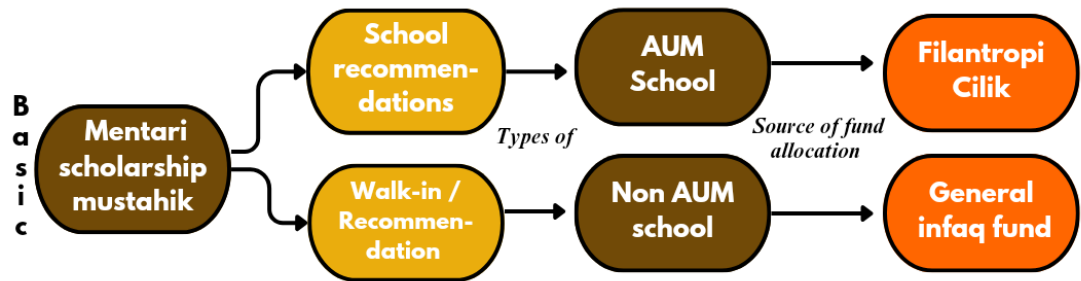 Basic
Mentari
scholarship
mustahik
School
recommen-
dations
Types of
AUM
School
Source of fund
allocation
Filantropi
Cilik
Walk-in /
Recommen-
dation
Non AUM
school
General
infaq fund